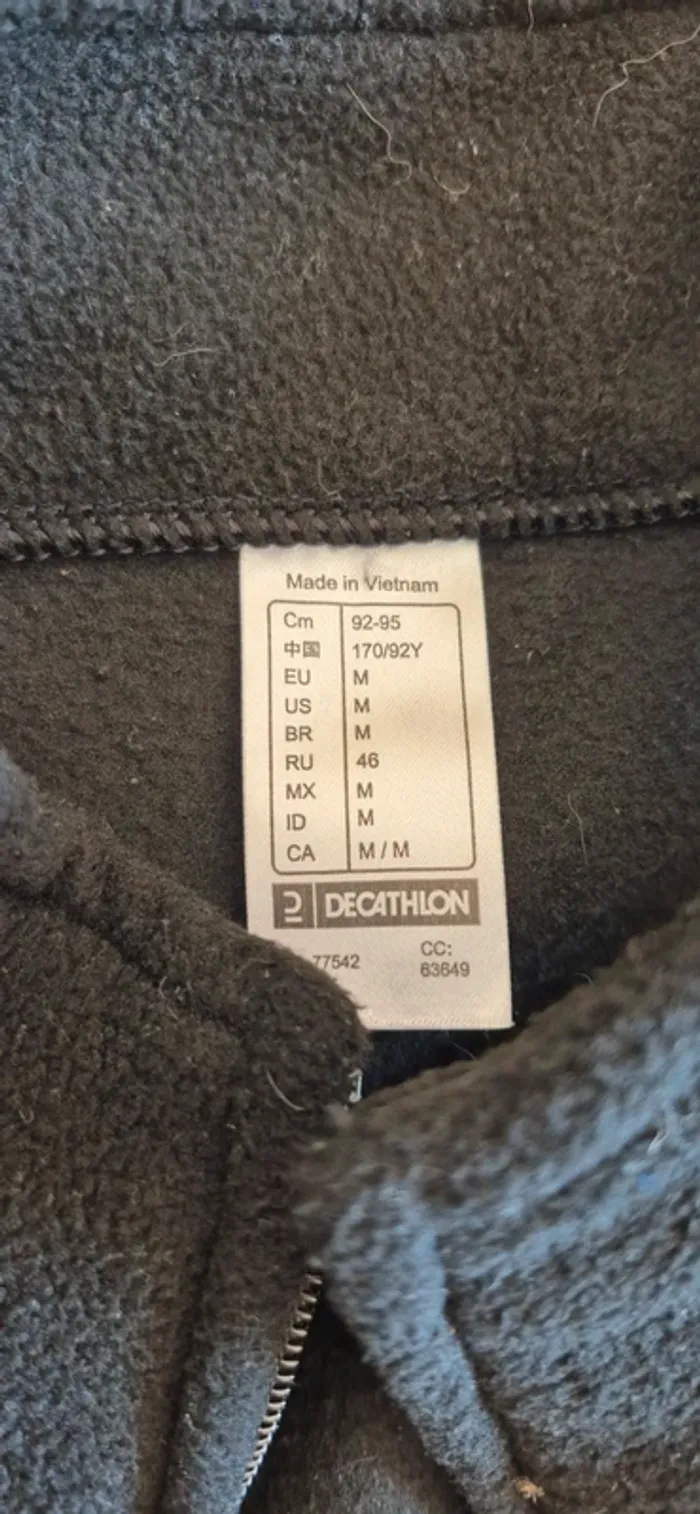 Made in Vietnam
Cm 92-95
中国 170/92Y
EU M
US M
BR M
RU 46
MX M
ID M
CA M / M
DECATHLON
77542 CC:
63649